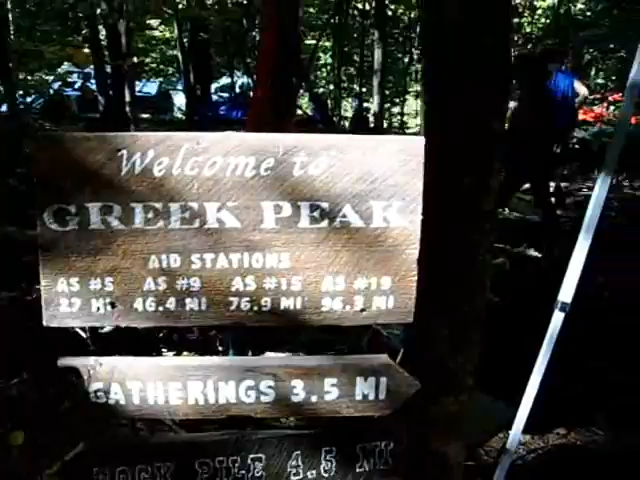 Welcome to
GREEK PEAK
AID STATIONS
AS #5 AS #9 AS #15 AS #19
27 MI 46.4 MI 76.9 MI 96.3 MI
GATHERINGS 3.5 MI
ROCK PILE 4.5 MI